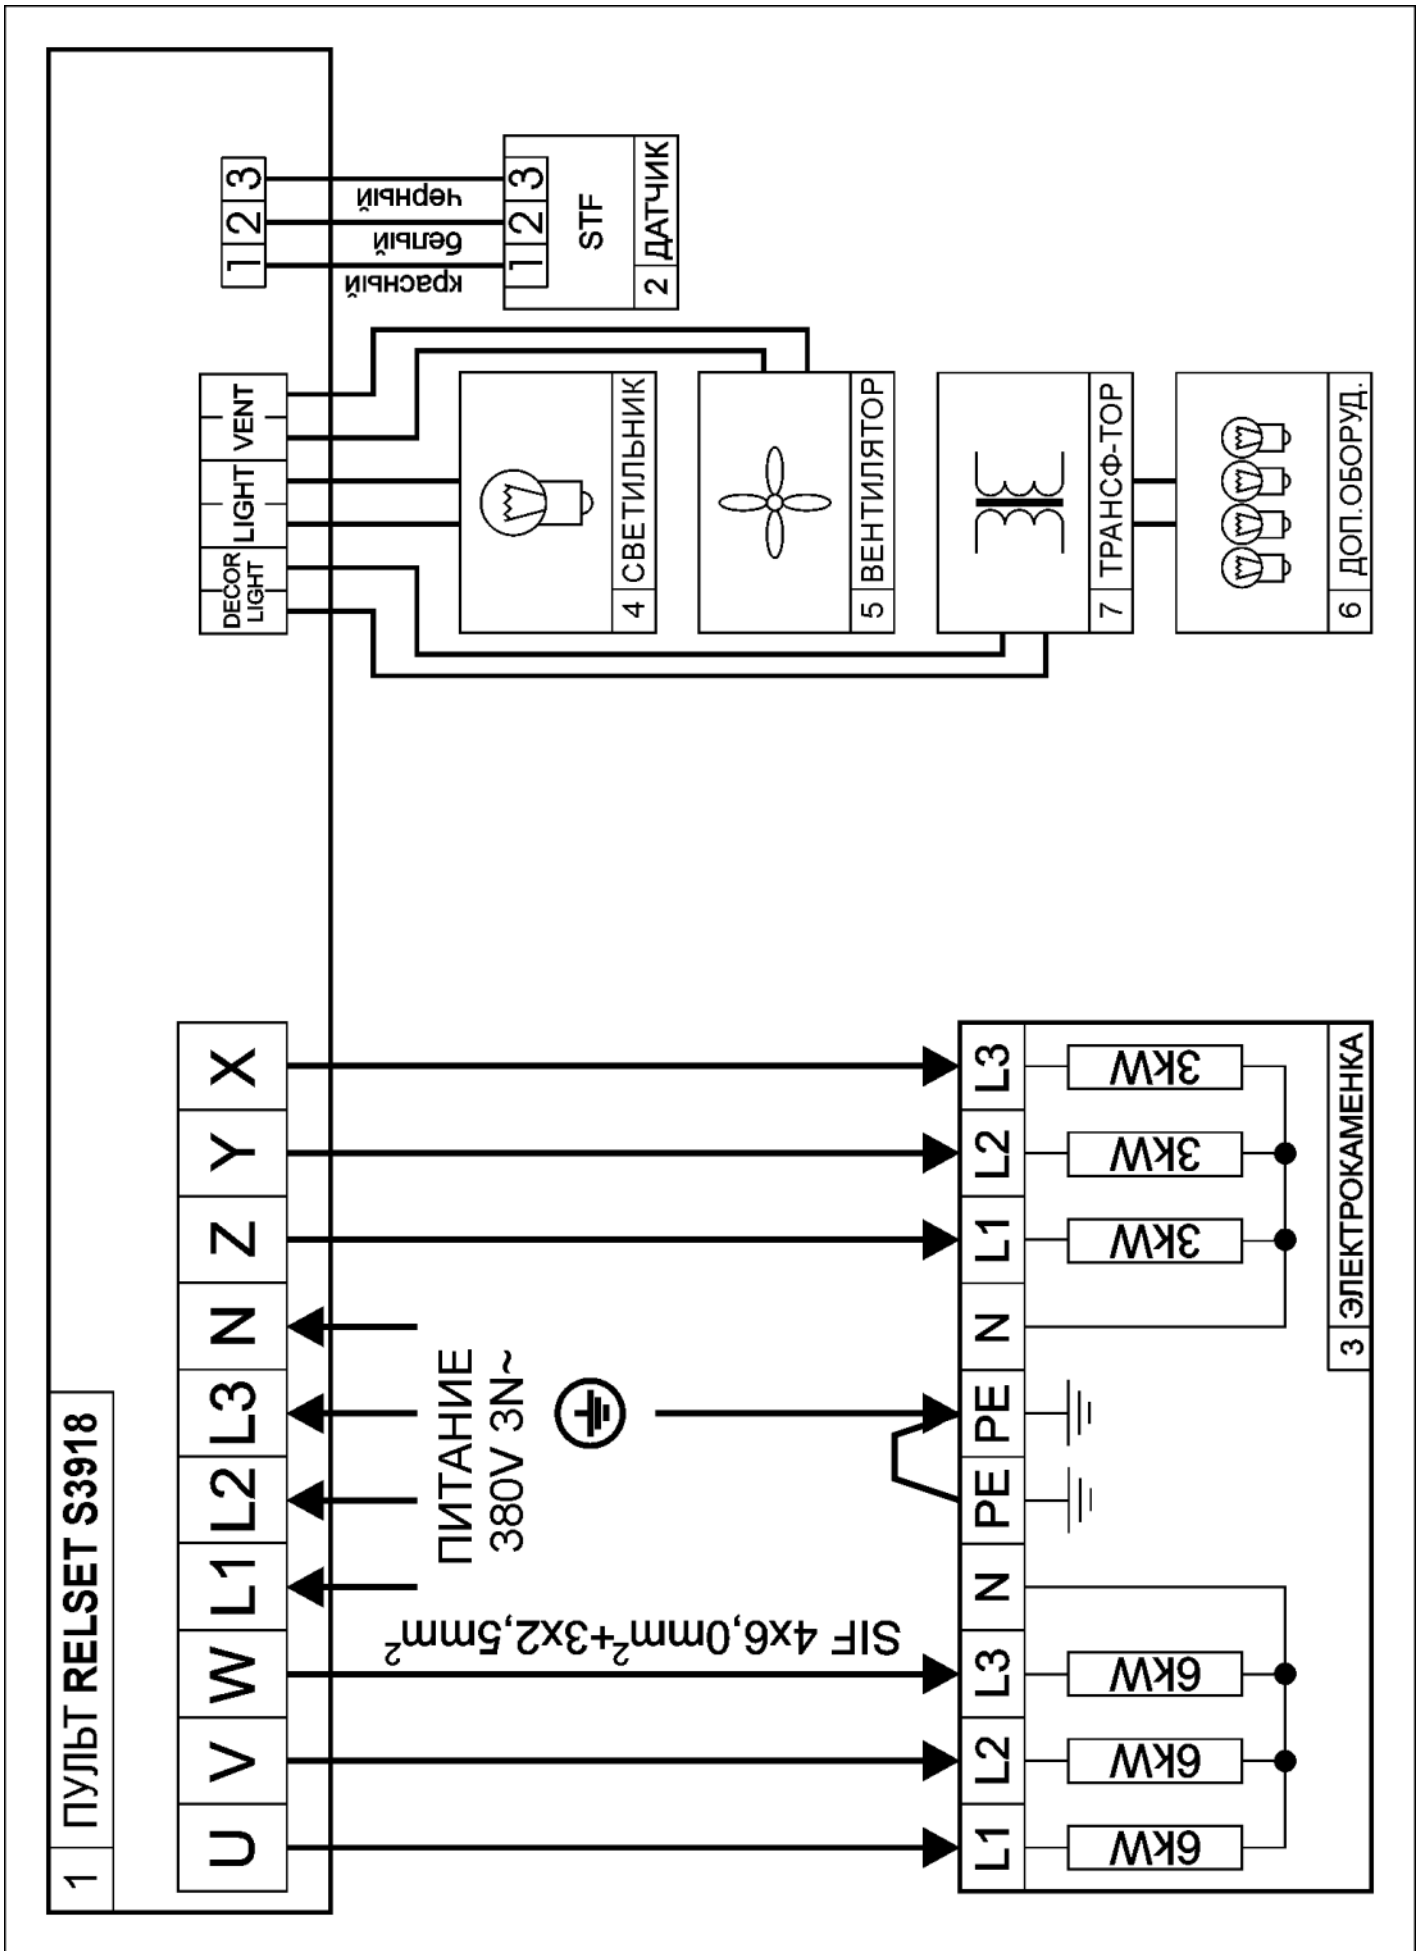 1 ПУЛЬТ RELSET S3918
U V W L1 L2 L3 N Z Y X
DECOR LIGHT
LIGHT
VENT
1 2 3
красный
белый
черный
1 2 3
STF
2 ДАТЧИК
ПИТАНИЕ
380V 3N~
SIF 4x6,0mm²+3x2,5mm²
4 СВЕТИЛЬНИК
5 ВЕНТИЛЯТОР
7 ТРАНСФ-ТОР
6 ДОП.ОБОРУД.
L1 L2 L3 N PE PE N L1 L2 L3
6kW 6kW 6kW 3kW 3kW 3kW
3 ЭЛЕКТРОКАМЕНКА